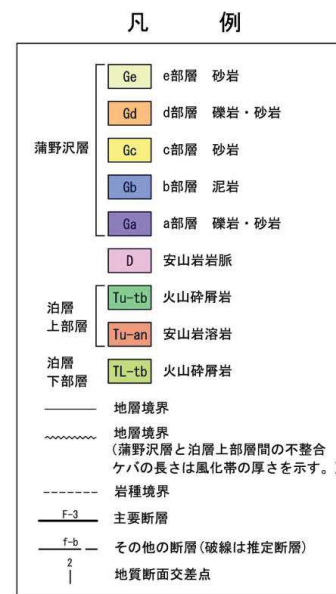 凡 例
Ge e部層 砂岩
Gd d部層 礫岩・砂岩
蒲野沢層 Gc c部層 砂岩
Gb b部層 泥岩
Ga a部層 礫岩・砂岩
D 安山岩岩脈
泊層
上部層
Tu-tb 火山砕屑岩
Tu-an 安山岩溶岩
泊層
下部層
TL-tb 火山砕屑岩
地層境界
地層境界
(蒲野沢層と泊層上部層間の不整合
ケバの長さは風化帯の厚さを示す。)
岩種境界
F-3 主要断層
f-b その他の断層(破線は推定断層)
2
地質断面交差点